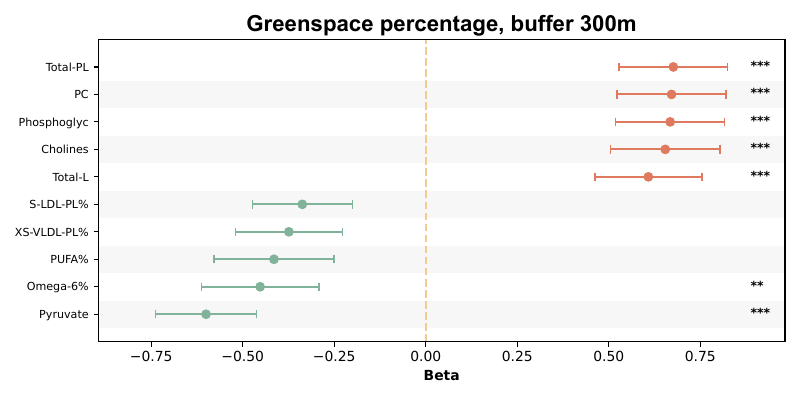 Greenspace percentage, buffer 300m
Total-PL ***
PC ***
Phosphoglyc ***
Cholines ***
Total-L ***
S-LDL-PL%
XS-VLDL-PL%
PUFA%
Omega-6% **
Pyruvate ***
−0.75 −0.50 −0.25 0.00 0.25 0.50 0.75
Beta